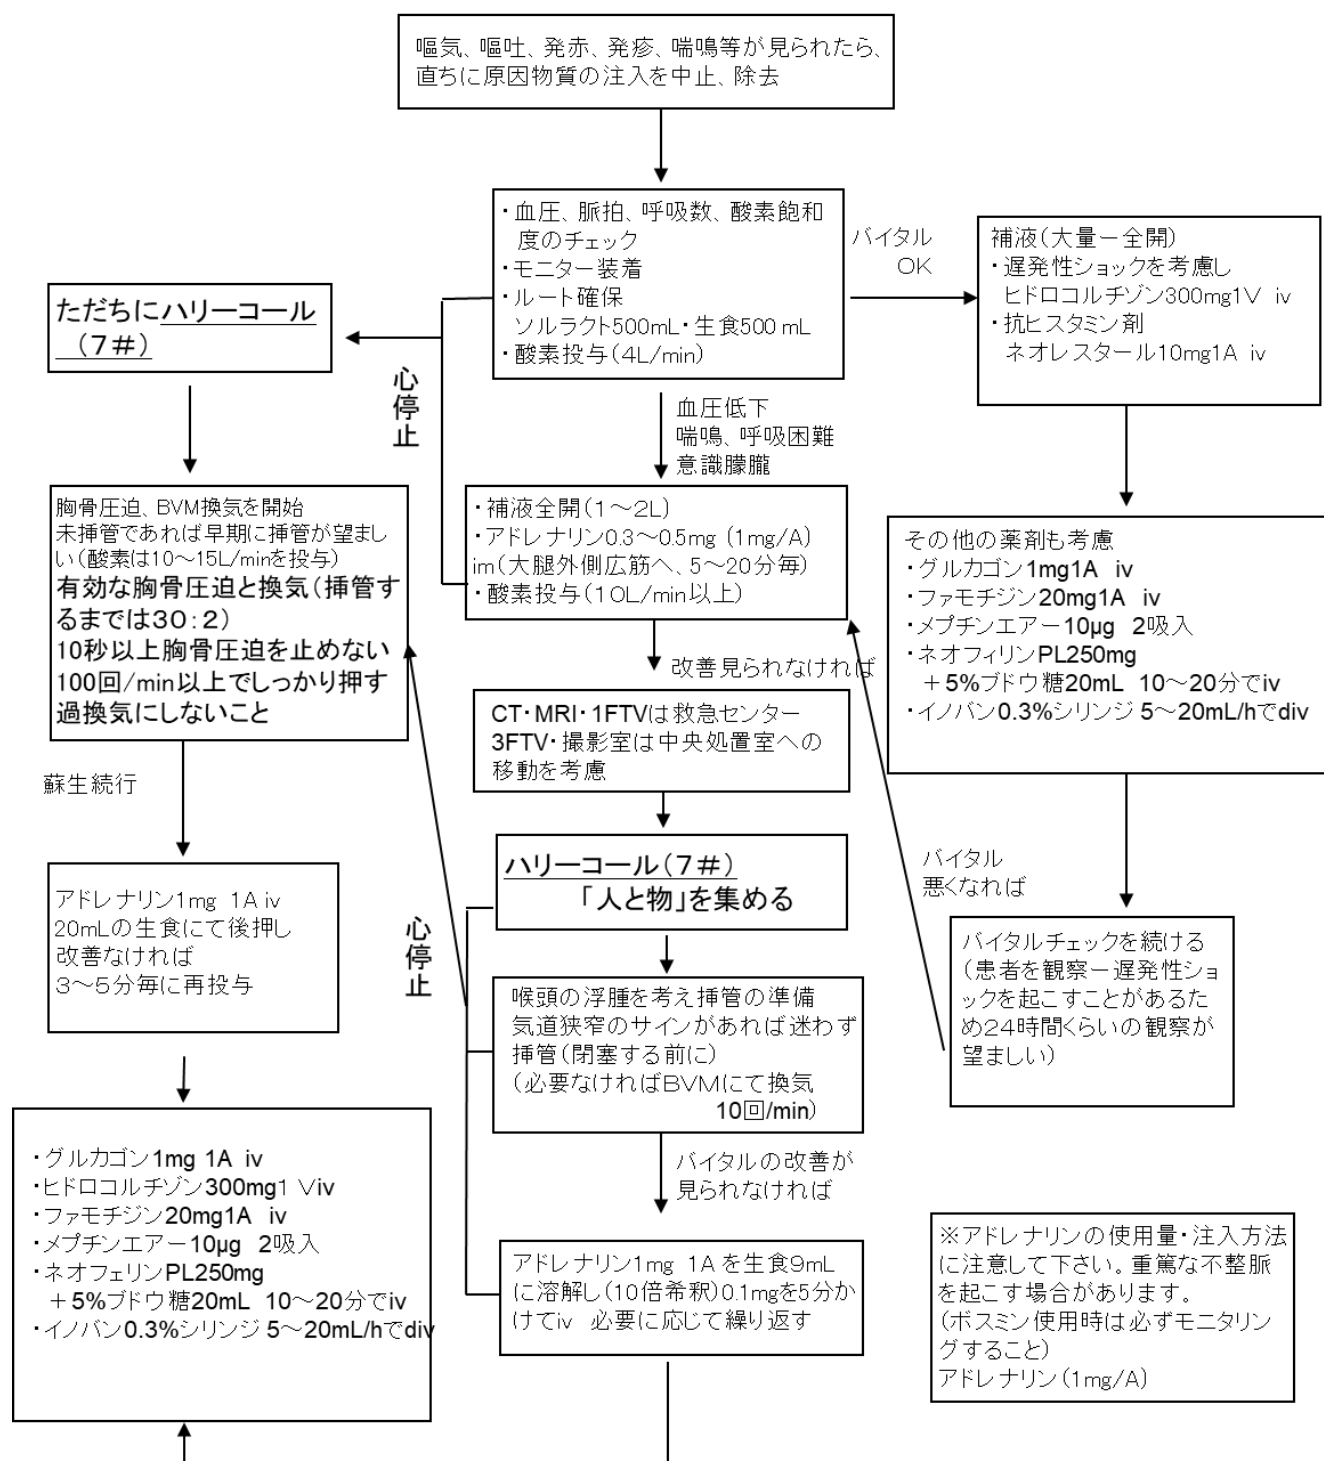 嘔気、嘔吐、発赤、発疹、喘鳴等が見られたら、
直ちに原因物質の注入を中止、除去
・血圧、脈拍、呼吸数、酸素飽和
度のチェック
・モニター装着
・ルート確保
ソルラクト500mL・生食500 mL
・酸素投与(4L/min)
バイタル
OK
補液(大量ー全開)
・遅発性ショックを考慮し
ヒドロコルチゾン300mg1V iv
・抗ヒスタミン剤
ネオレスタール10mg1A iv
ただちにハリーコール
(7#)
心停止
血圧低下
喘鳴、呼吸困難
意識朦朧
胸骨圧迫、BVM換気を開始
未挿管であれば早期に挿管が望まし
い(酸素は10~15L/minを投与)
有効な胸骨圧迫と換気(挿管す
るまでは30:2)
10秒以上胸骨圧迫を止めない
100回/min以上でしっかり押す
過換気にしないこと
・補液全開(1~2L)
・アドレナリン0.3~0.5mg (1mg/A)
im(大腿外側広筋へ、5~20分毎)
・酸素投与(10L/min以上)
その他の薬剤も考慮
・グルカゴン1mg1A iv
・ファモチジン20mg1A iv
・メプチンエアー10μg 2吸入
・ネオフィリンPL250mg
+5%ブドウ糖20mL 10~20分でiv
・イノバン0.3%シリンジ 5~20mL/hでdiv
改善見られなければ
CT・MRI・1FTVは救急センター
3FTV・撮影室は中央処置室への
移動を考慮
蘇生続行
ハリーコール(7#)
「人と物」を集める
バイタル
悪くなれば
アドレナリン1mg 1A iv
20mLの生食にて後押し
改善なければ
3~5分毎に再投与
心停止
喉頭の浮腫を考え挿管の準備
気道狭窄のサインがあれば迷わず
挿管(閉塞する前に)
(必要なければBVMにて換気
10回/min)
バイタルチェックを続ける
(患者を観察ー遅発性ショ
ックを起こすことがあるた
め24時間くらいの観察が
望ましい)
・グルカゴン1mg 1A iv
・ヒドロコルチゾン300mg1 Viv
・ファモチジン20mg1A iv
・メプチンエアー10μg 2吸入
・ネオフェリンPL250mg
+5%ブドウ糖20mL 10~20分でiv
・イノバン0.3%シリンジ 5~20mL/hでdiv
バイタルの改善が
見られなければ
アドレナリン1mg 1Aを生食9mL
に溶解し(10倍希釈)0.1mgを5分か
けてiv 必要に応じて繰り返す
※アドレナリンの使用量・注入方法
に注意して下さい。重篤な不整脈
を起こす場合があります。
(ボスミン使用時は必ずモニタリン
グすること)
アドレナリン(1mg/A)